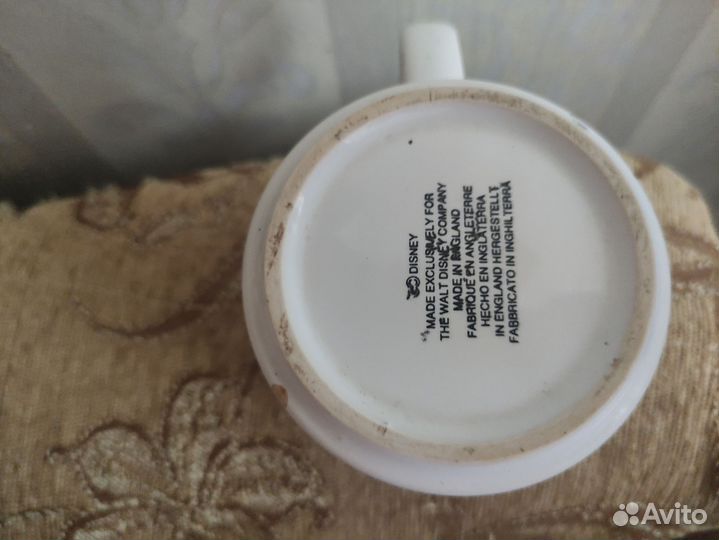 © DISNEY
MADE EXCLUSIVELY FOR
THE WALT DISNEY COMPANY
MADE IN ENGLAND
FABRIQUÉ EN ANGLETERRE
HECHO EN INGLATERRA
IN ENGLAND HERGESTELLT
FABBRICATO IN INGHILTERRA
Avito